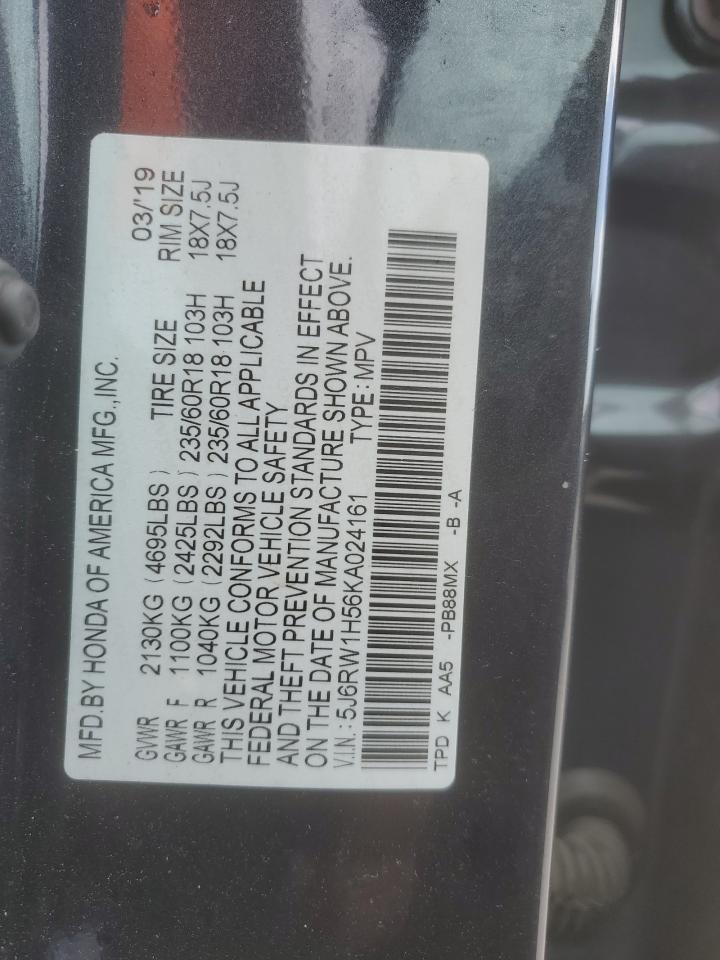 MFD.BY HONDA OF AMERICA MFG.,INC. 03/'19
GVWR 2130KG (4695LBS) TIRE SIZE RIM SIZE
GAWR F 1100KG (2425LBS) 235/60R18 103H 18X7.5J
GAWR R 1040KG (2292LBS) 235/60R18 103H 18X7.5J
THIS VEHICLE CONFORMS TO ALL APPLICABLE
FEDERAL MOTOR VEHICLE SAFETY
AND THEFT PREVENTION STANDARDS IN EFFECT
ON THE DATE OF MANUFACTURE SHOWN ABOVE.
V.I.N.: 5J6RW1H56KA024161 TYPE: MPV
TPD K AA5 -PB88MX -B -A